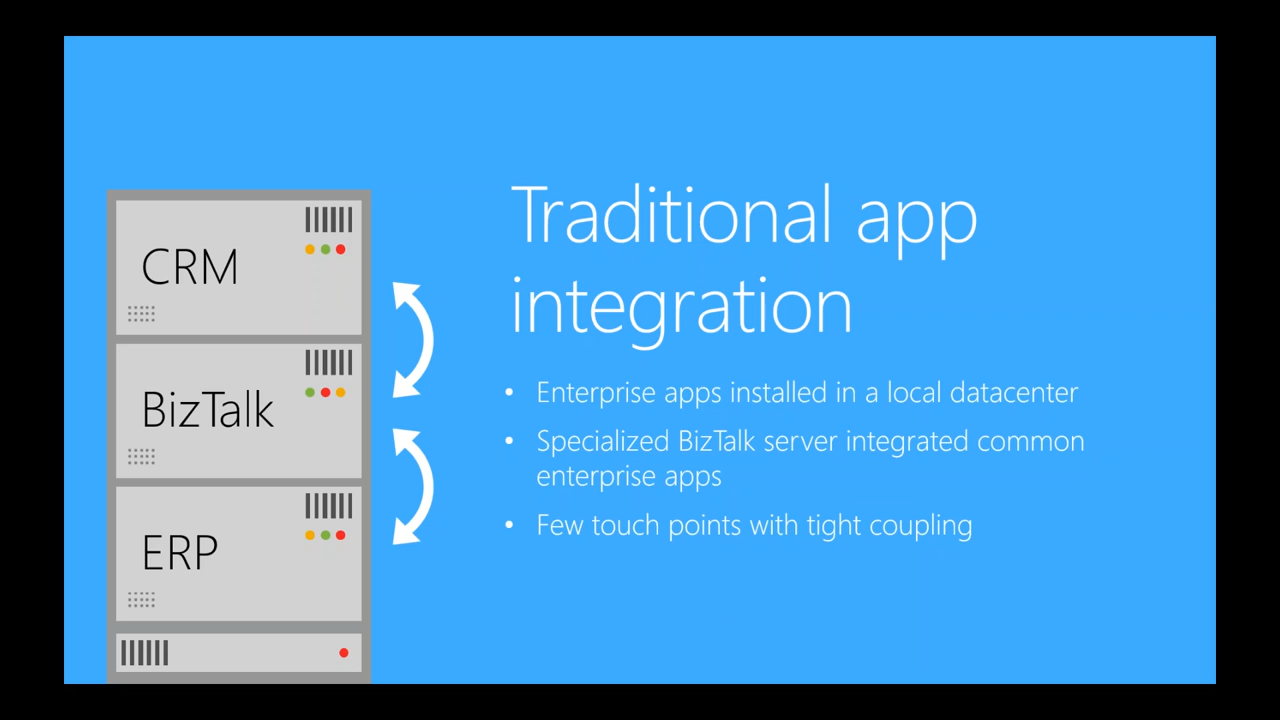 CRM
BizTalk
ERP
Traditional app
integration
• Enterprise apps installed in a local datacenter
• Specialized BizTalk server integrated common
enterprise apps
• Few touch points with tight coupling